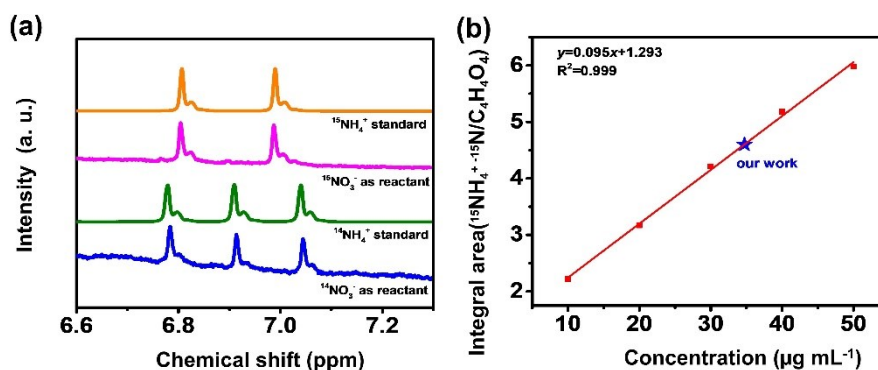 (a)
Intensity (a. u.)
¹⁵NH₄⁺ standard
¹⁵NO₃⁻ as reactant
¹⁴NH₄⁺ standard
¹⁴NO₃⁻ as reactant
6.6 6.8 7.0 7.2
Chemical shift (ppm)
(b)
Integral area(¹⁵NH₄⁺-¹⁵N/C₄H₄O₄)
y=0.095x+1.293
R²=0.999
6
5
4
3
2
our work
10 20 30 40 50
Concentration (μg mL⁻¹)